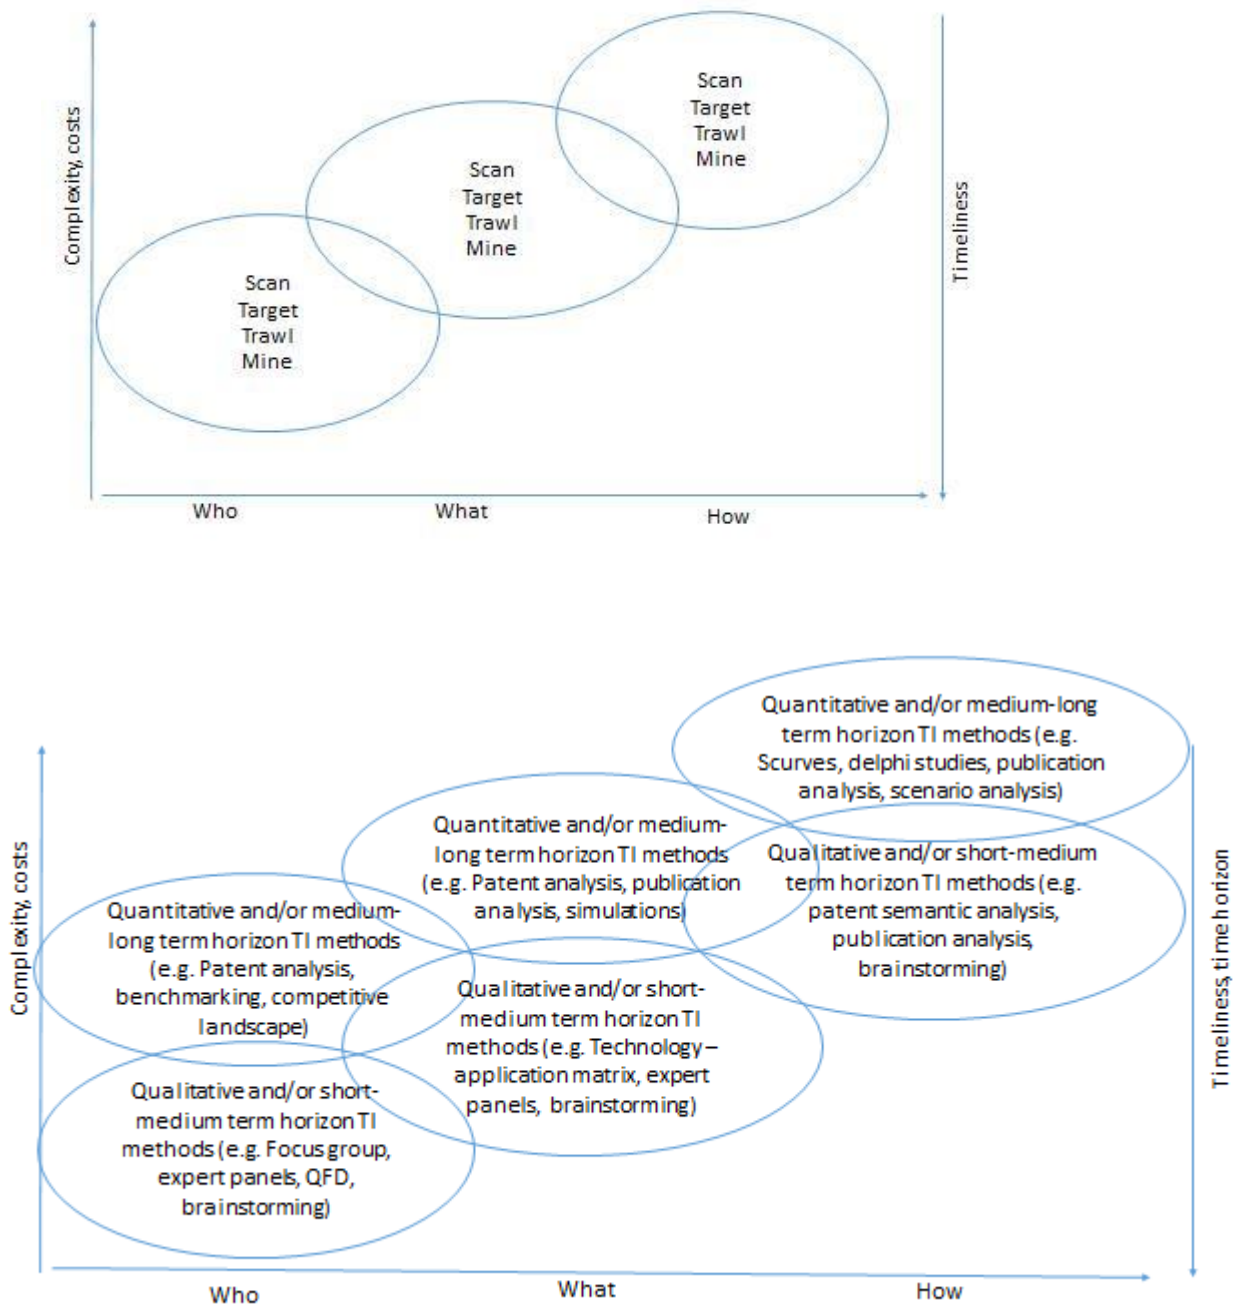 Complexity, costs
Scan
Target
Trawl
Mine
Scan
Target
Trawl
Mine
Scan
Target
Trawl
Mine
Timeliness
Who
What
How
Complexity, costs
Quantitative and/or medium-
long term horizon TI methods
(e.g. Patent analysis,
benchmarking, competitive
landscape)
Qualitative and/or short-
medium term horizon TI
methods (e.g. Focus group,
expert panels, QFD,
brainstorming)
Quantitative and/or medium-
long term horizon TI methods
(e.g. Patent analysis, publication
analysis, simulations)
Qualitative and/or short-
medium term horizon TI
methods (e.g. Technology –
application matrix, expert
panels, brainstorming)
Quantitative and/or medium-long
term horizon TI methods (e.g.
Scurves, delphi studies, publication
analysis, scenario analysis)
Qualitative and/or short-medium
term horizon TI methods (e.g.
patent semantic analysis,
publication analysis,
brainstorming)
Timeliness, time horizon
Who
What
How